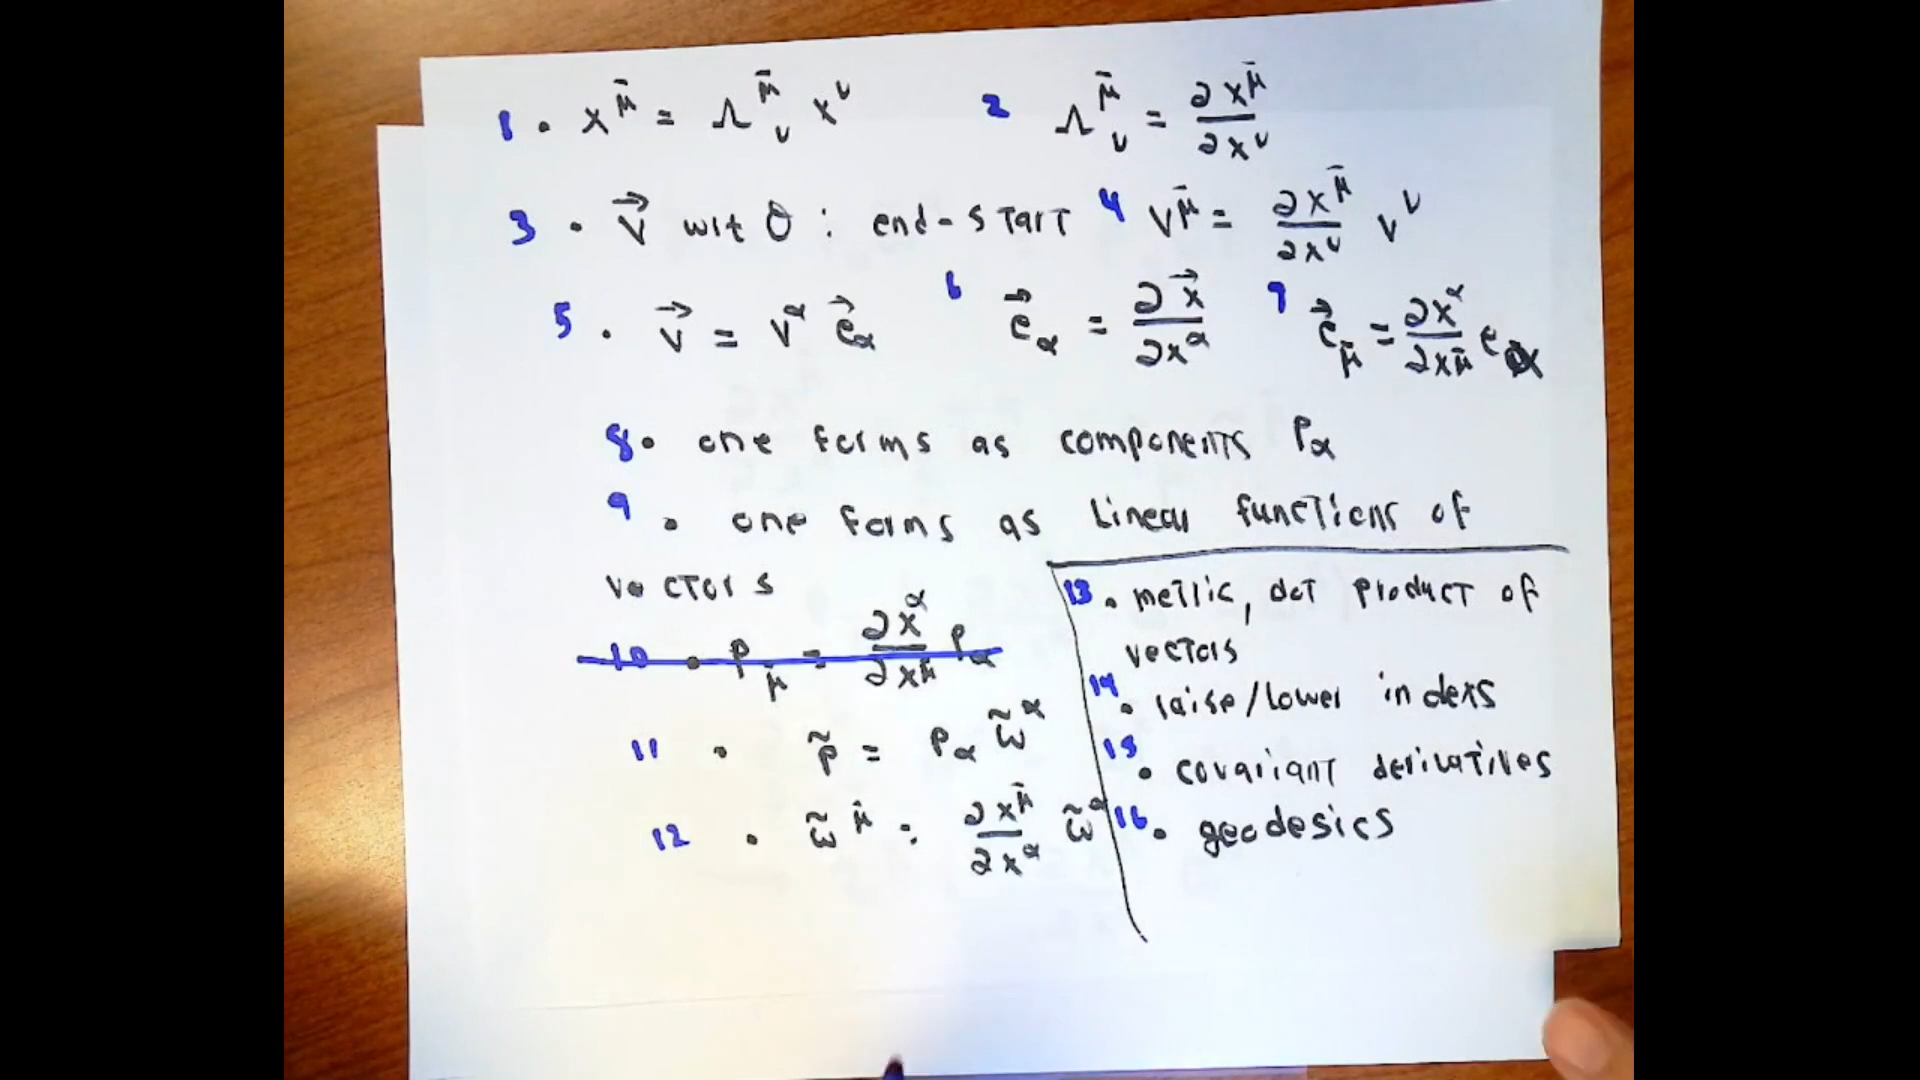 1 • x^μ̄ = Λ^μ̄_ν x^ν 2 Λ^μ̄_ν = ∂x^μ̄/∂x^ν
3 • V⃗ wrt θ : end-start 4 V^μ̄ = ∂x^μ̄/∂x^ν V^ν
5 • V⃗ = V^α e⃗_α 6 e⃗_α = ∂x⃗/∂x^α 7 e⃗_μ̄ = ∂x^α/∂x^μ̄ e_α
8 • one forms as components P_α
9 • one forms as linear functions of
vectors
10 • P_μ̄ = ∂x^α/∂x^μ̄ P_α
11 • p̃ = P_α ω̃^α
12 • ω̃^μ̄ = ∂x^μ̄/∂x^α ω̃^α
13 • metric, dot product of
vectors
14 • raise/lower indexs
15 • covariant derivatives
16 • geodesics